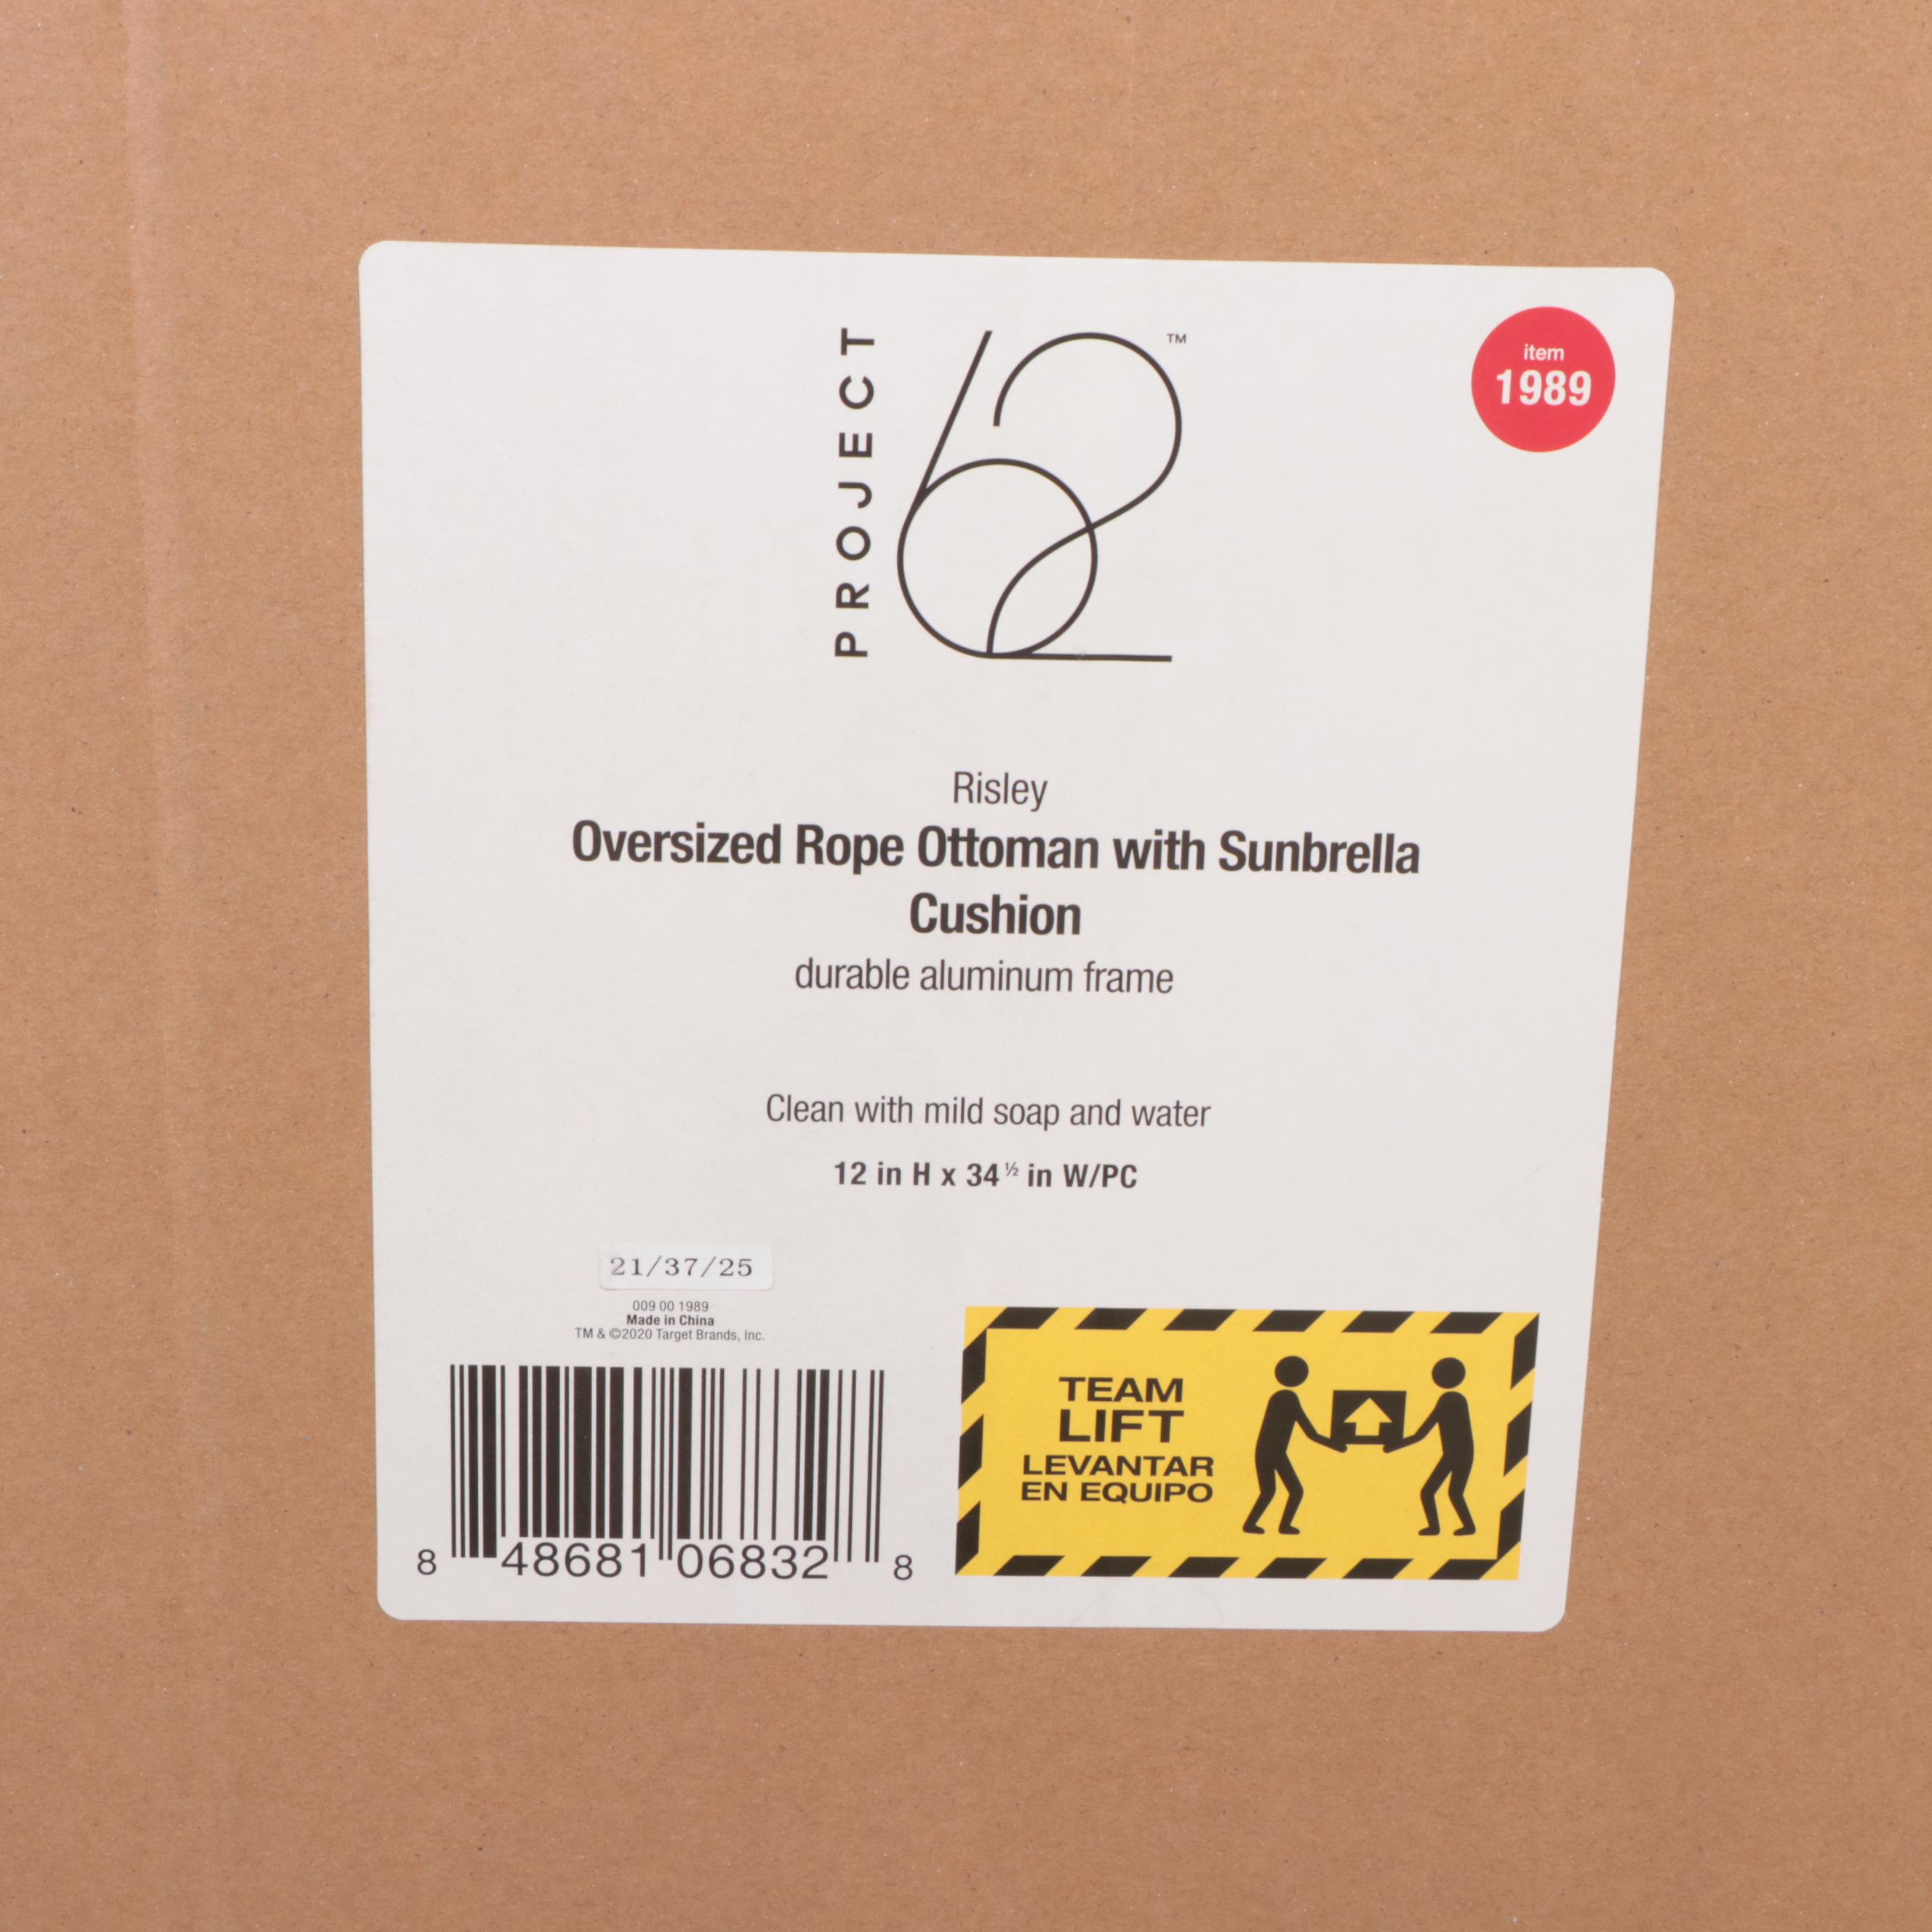 PROJECT 62 ™
item
1989
Risley
Oversized Rope Ottoman with Sunbrella
Cushion
durable aluminum frame
Clean with mild soap and water
12 in H x 34 ½ in W/PC
21/37/25
009 00 1989
Made in China
TM & ©2020 Target Brands, Inc.
8 48681 06832 8
TEAM
LIFT
LEVANTAR
EN EQUIPO